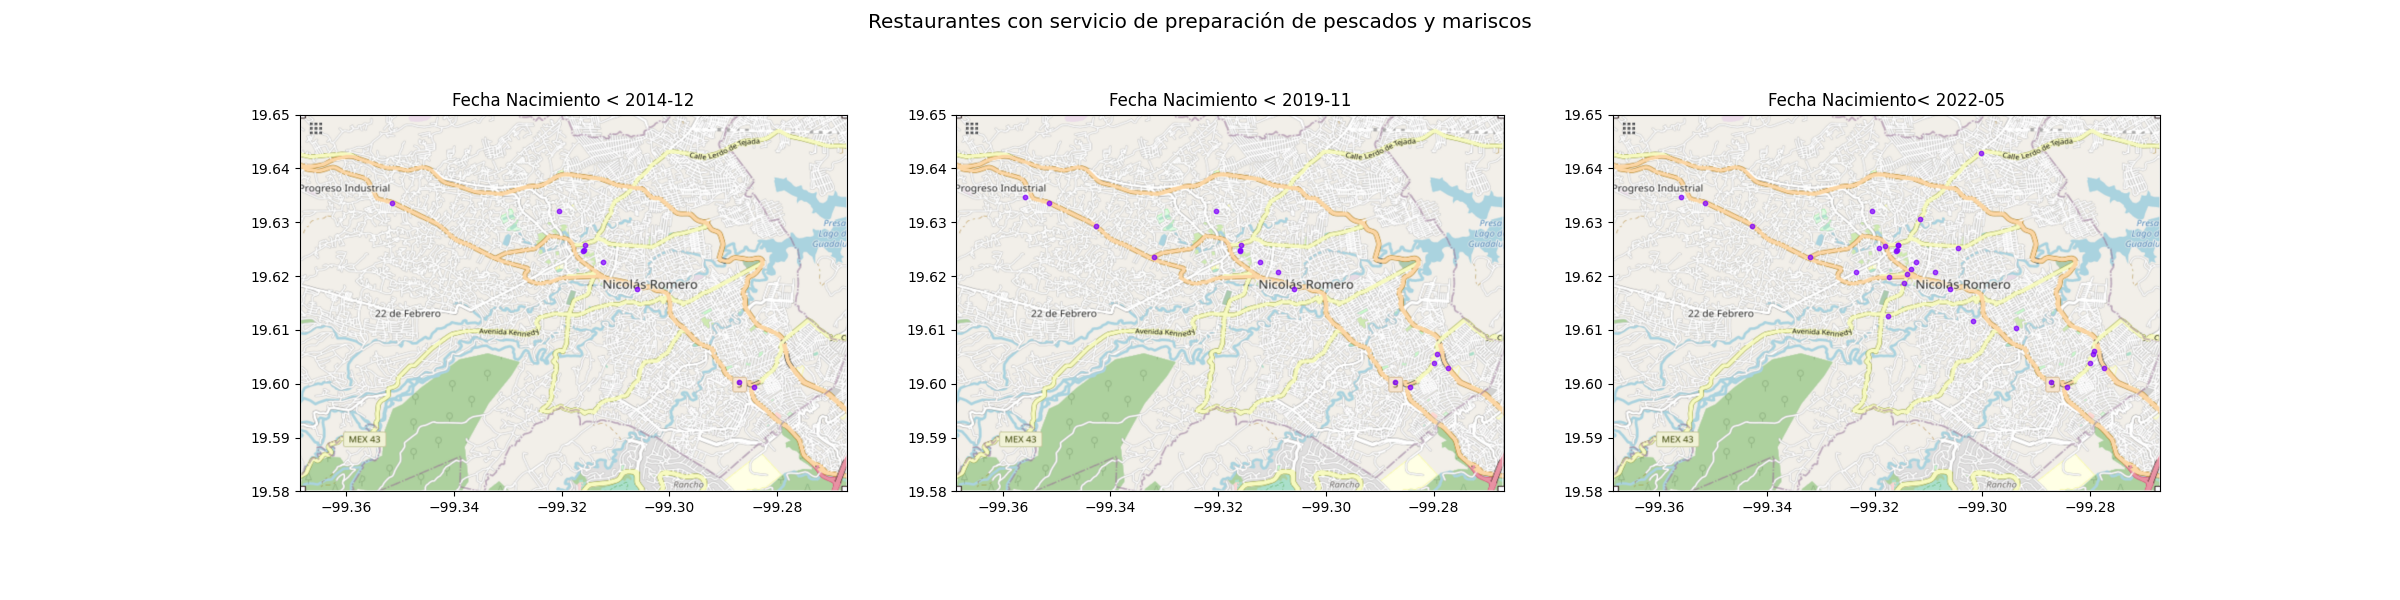 Restaurantes con servicio de preparación de pescados y mariscos
Fecha Nacimiento < 2014-12
19.65
19.64
19.63
19.62
19.61
19.60
19.59
19.58
−99.36
−99.34
−99.32
−99.30
−99.28
Calle Lerdo de Tejada
Progreso Industrial
Presa
Lago d
Guadalu
Nicolás Romero
22 de Febrero
Avenida Kennedy
MEX 43
Rancho
Fecha Nacimiento < 2019-11
19.65
19.64
19.63
19.62
19.61
19.60
19.59
19.58
−99.36
−99.34
−99.32
−99.30
−99.28
Calle Lerdo de Tejada
Progreso Industrial
Presa
Lago d
Guadalu
Nicolás Romero
22 de Febrero
Avenida Kennedy
MEX 43
Rancho
Fecha Nacimiento< 2022-05
19.65
19.64
19.63
19.62
19.61
19.60
19.59
19.58
−99.36
−99.34
−99.32
−99.30
−99.28
Calle Lerdo de Tejada
Progreso Industrial
Presa
Lago d
Guadalu
Nicolás Romero
22 de Febrero
Avenida Kennedy
MEX 43
Rancho